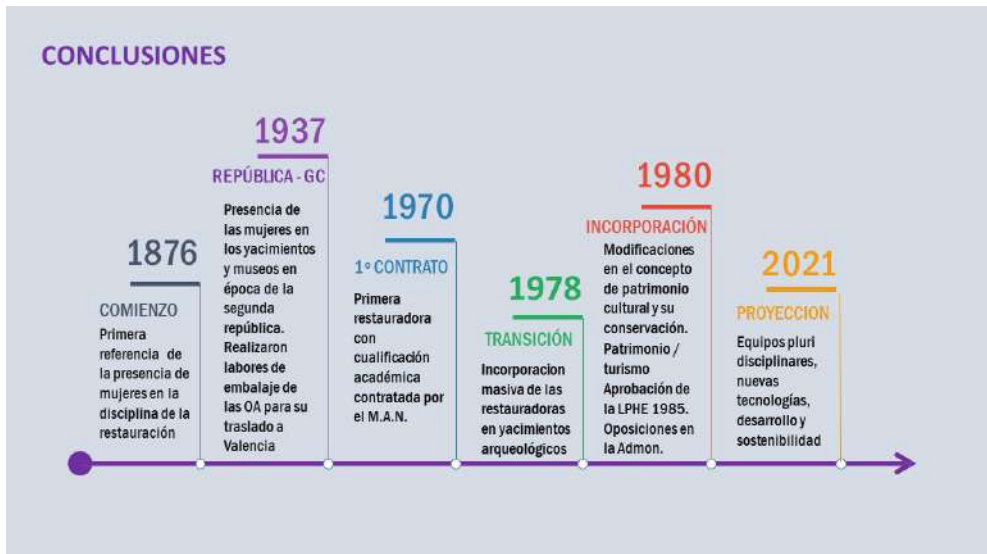 CONCLUSIONES
1876
COMIENZO
Primera
referencia de
la presencia de
mujeres en la
disciplina de la
restauración
1937
REPÚBLICA - GC
Presencia de
las mujeres en
los yacimientos
y museos en
época de la
segunda
república.
Realizaron
labores de
embalaje de
las OA para su
traslado a
Valencia
1970
1º CONTRATO
Primera
restauradora
con
cualificación
académica
contratada por
el M.A.N.
1978
TRANSICIÓN
Incorporacion
masiva de las
restauradoras
en yacimientos
arqueológicos
1980
INCORPORACIÓN
Modificaciones
en el concepto
de patrimonio
cultural y su
conservación.
Patrimonio /
turismo
Aprobación de
la LPHE 1985.
Oposiciones en
la Admon.
2021
PROYECCION
Equipos pluri
disciplinares,
nuevas
tecnologías,
desarrollo y
sostenibilidad